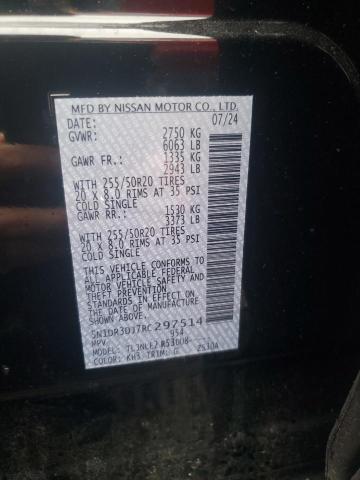 MFD BY NISSAN MOTOR CO., LTD.
DATE: 07/24
GVWR: 2750 KG
6063 LB
GAWR FR.: 1335 KG
2943 LB
WITH 255/50R20 TIRES
20 X 8.0 RIMS AT 35 PSI
COLD SINGLE
GAWR RR.: 1530 KG
3373 LB
WITH 255/50R20 TIRES
20 X 8.0 RIMS AT 35 PSI
COLD SINGLE
THIS VEHICLE CONFORMS TO
ALL APPLICABLE FEDERAL
MOTOR VEHICLE SAFETY AND
THEFT PREVENTION
STANDARDS IN EFFECT ON
THE DATE OF MANUFACTURE
SHOWN ABOVE.
5N1DR3DJ7RC297514
954
MPV
MODEL: R53UU8
COLOR: KH3 TRIM: G 2530A